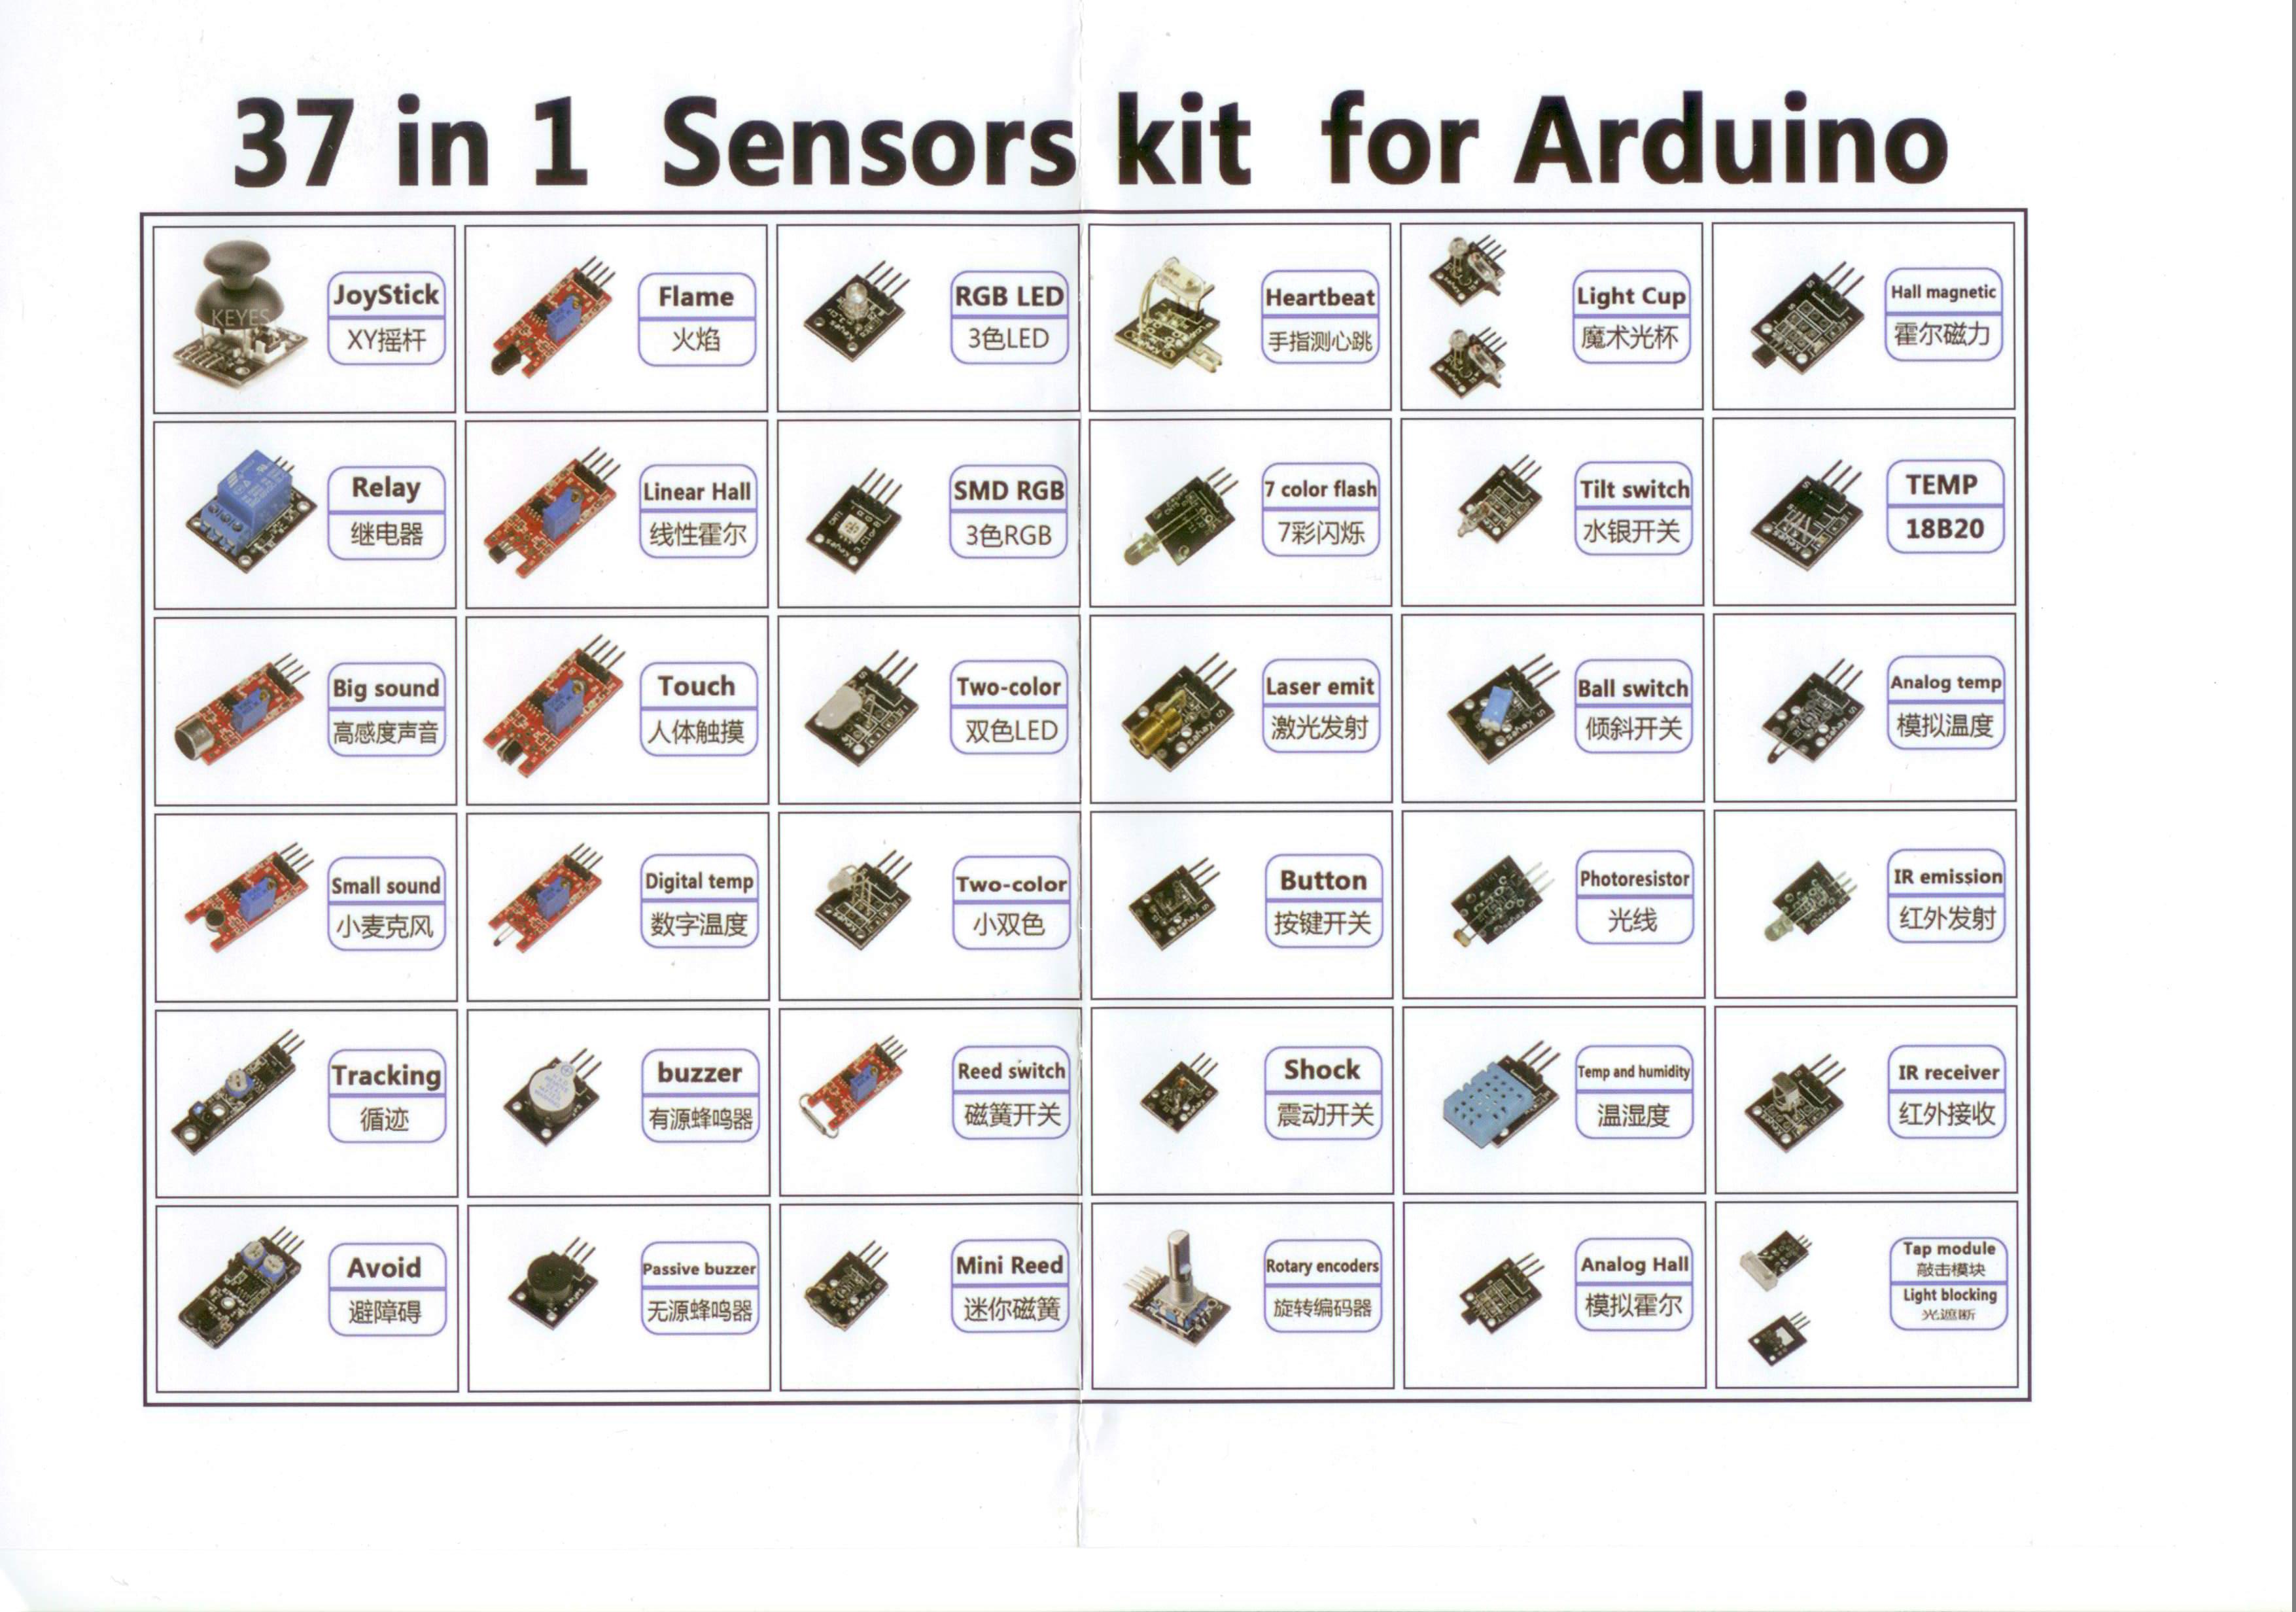 37 in 1 Sensors kit for Arduino
KEYES
JoyStick
XY摇杆
Flame
火焰
RGB LED
3色LED
Heartbeat
手指测心跳
Light Cup
魔术光杯
Hall magnetic
霍尔磁力
Relay
继电器
Linear Hall
线性霍尔
SMD RGB
3色RGB
7 color flash
7彩闪烁
Tilt switch
水银开关
TEMP
18B20
Big sound
高感度声音
Touch
人体触摸
Two-color
双色LED
Laser emit
激光发射
Ball switch
倾斜开关
Analog temp
模拟温度
Small sound
小麦克风
Digital temp
数字温度
Two-color
小双色
Button
按键开关
Photoresistor
光线
IR emission
红外发射
Tracking
循迹
buzzer
有源蜂鸣器
Reed switch
磁簧开关
Shock
震动开关
Temp and humidity
温湿度
IR receiver
红外接收
Avoid
避障碍
Passive buzzer
无源蜂鸣器
Mini Reed
迷你磁簧
Rotary encoders
旋转编码器
Analog Hall
模拟霍尔
Tap module
敲击模块
Light blocking
光遮断